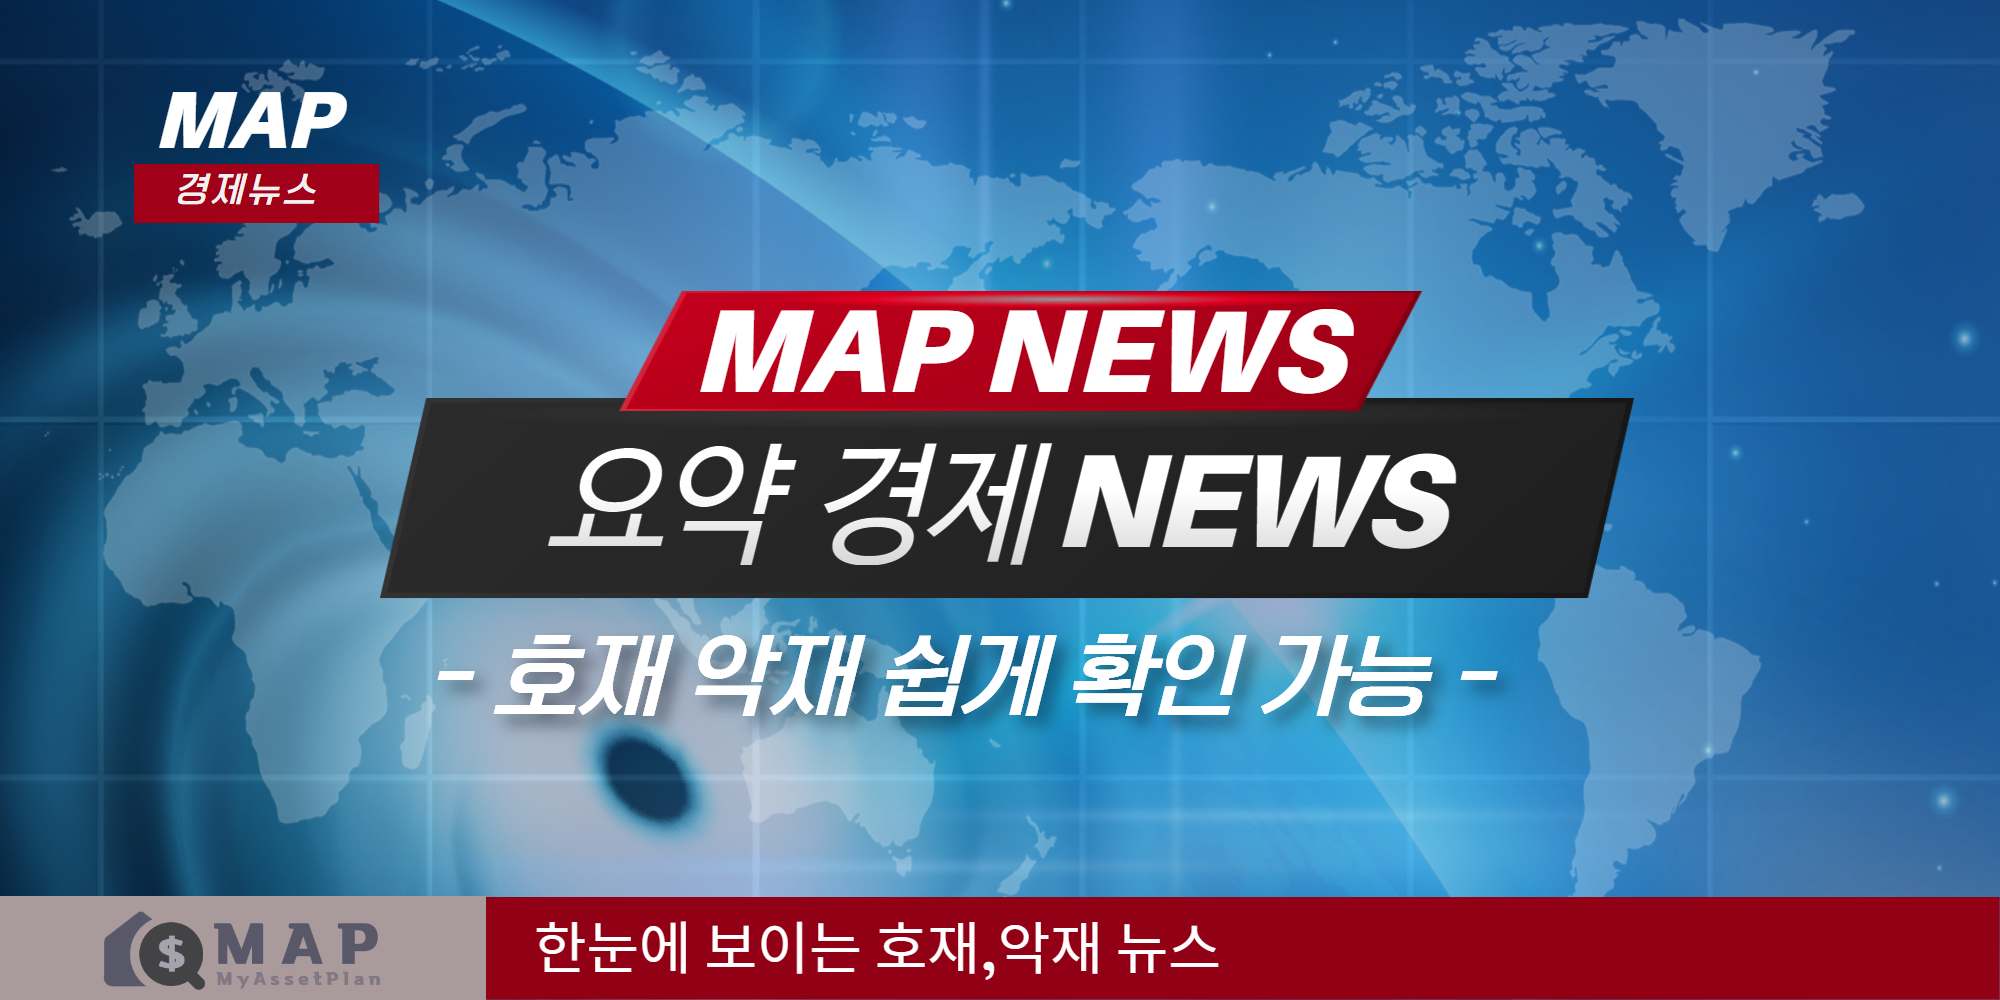 MAP
경제뉴스
MAP NEWS
요약 경제 NEWS
- 호재 악재 쉽게 확인 가능 -
$ MAP
MyAssetPlan
한눈에 보이는 호재,악재 뉴스